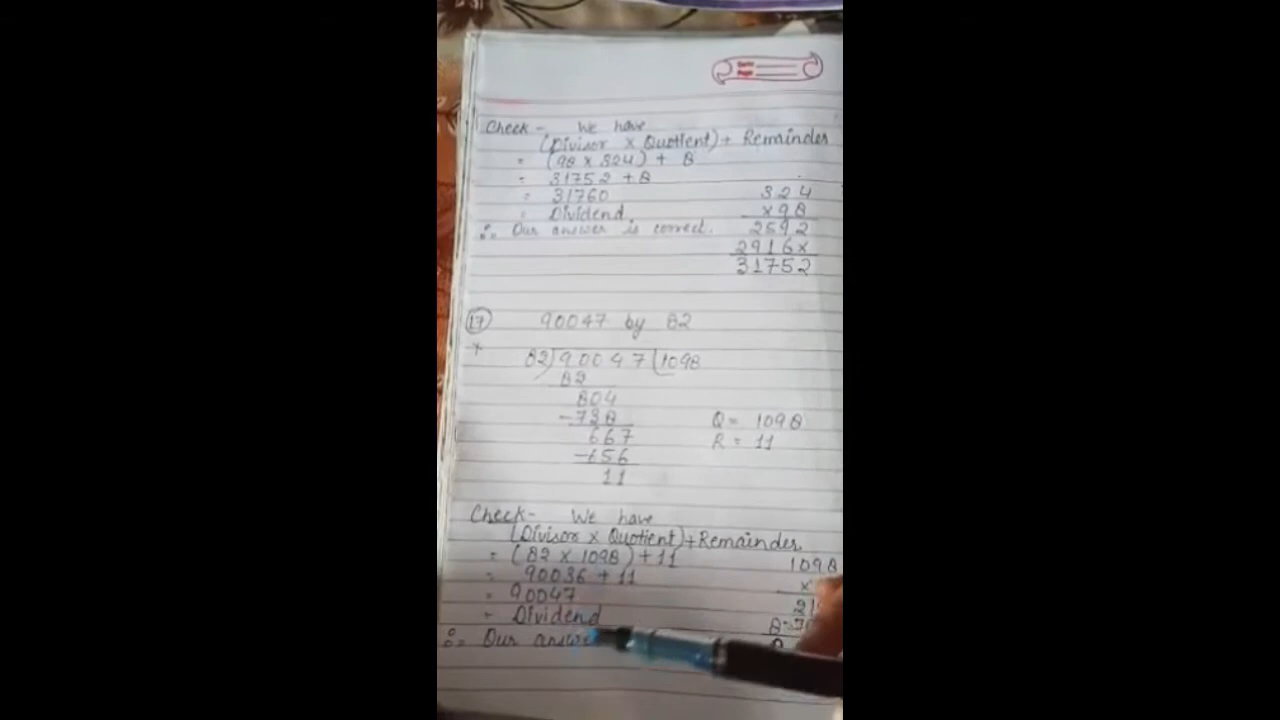 Date
Page
Check - We have
(Divisor x Quotient) + Remainder
= (98 x 324) + 8
= 31752 + 8
= 31760
= Dividend
∴ Our answer is correct.
324
x98
2592
2916x
31752
17 90047 by 82
82)90047(1098
82
804
-738
667
-656
11
Q = 1098
R = 11
Check - We have
(Divisor x Quotient) + Remainder
= (82 x 1098) + 11
= 90036 + 11
= 90047
= Dividend
∴ Our
1098
x